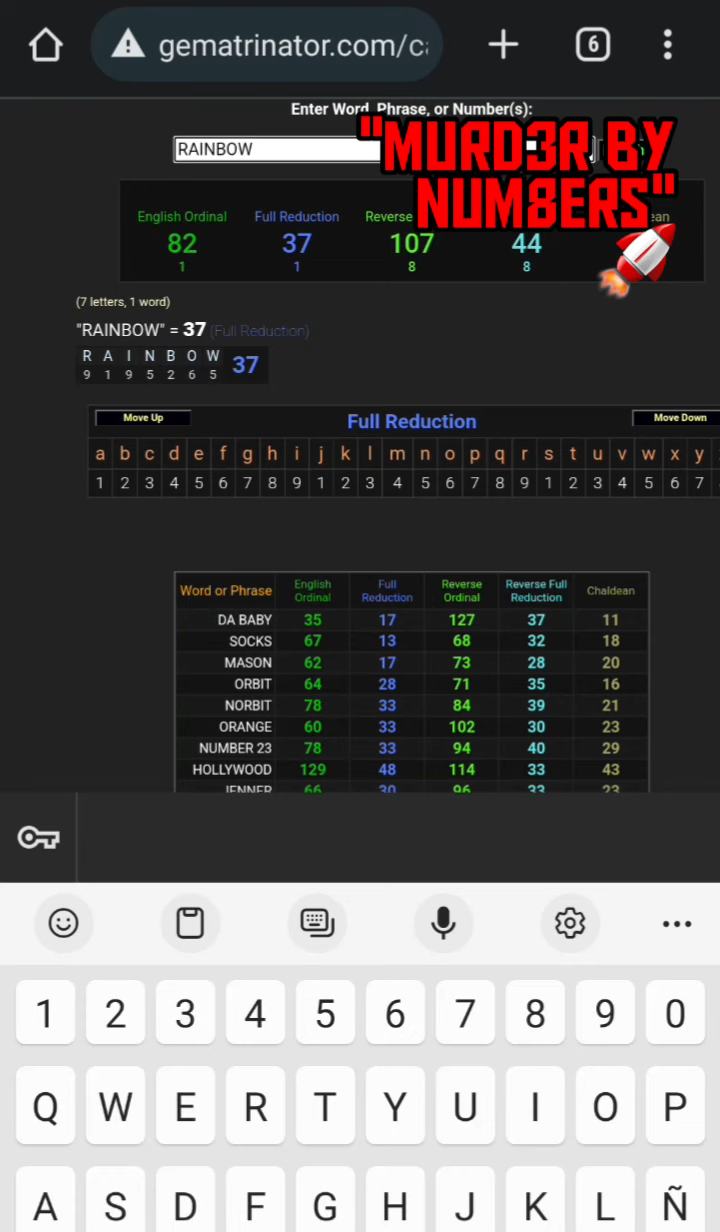 gematrinator.com/ca
6
Enter Word, Phrase, or Number(s):
RAINBOW
"MURD3R BY
NUM8ERS"
English Ordinal Full Reduction Reverse
82 37 107 44
1 1 8 8
(7 letters, 1 word)
"RAINBOW" = 37 (Full Reduction)
R A I N B O W 37
9 1 9 5 2 6 5
Move Up Full Reduction Move Down
a b c d e f g h i j k l m n o p q r s t u v w x y
1 2 3 4 5 6 7 8 9 1 2 3 4 5 6 7 8 9 1 2 3 4 5 6 7
Word or Phrase English Ordinal Full Reduction Reverse Ordinal Reverse Full Reduction Chaldean
DA BABY 35 17 127 37 11
SOCKS 67 13 68 32 18
MASON 62 17 73 28 20
ORBIT 64 28 71 35 16
NORBIT 78 33 84 39 21
ORANGE 60 33 102 30 23
NUMBER 23 78 33 94 40 29
HOLLYWOOD 129 48 114 33 43
JENNER 66 30 96 33 23
1 2 3 4 5 6 7 8 9 0
Q W E R T Y U I O P
A S D F G H J K L Ñ